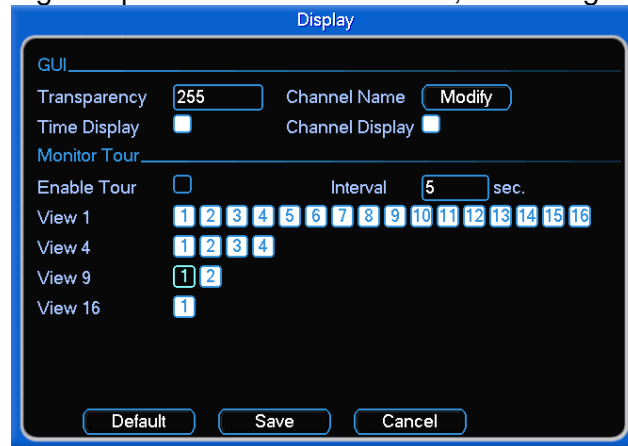 Display
GUI
Transparency 255 Channel Name Modify
Time Display Channel Display
Monitor Tour
Enable Tour Interval 5 sec.
View 1 1 2 3 4 5 6 7 8 9 10 11 12 13 14 15 16
View 4 1 2 3 4
View 9 1 2
View 16 1
Default Save Cancel